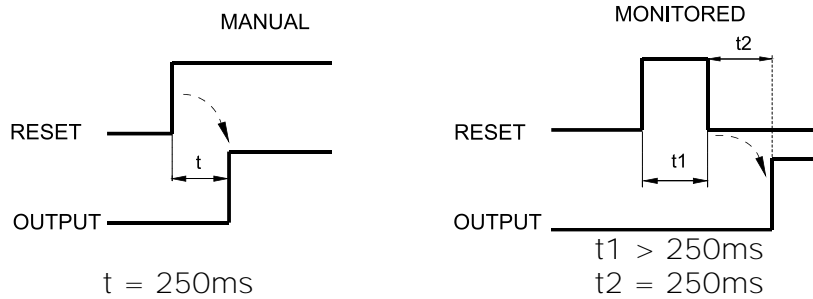 MANUAL
RESET
t
OUTPUT
t = 250ms
MONITORED
t2
RESET
t1
OUTPUT
t1 > 250ms
t2 = 250ms